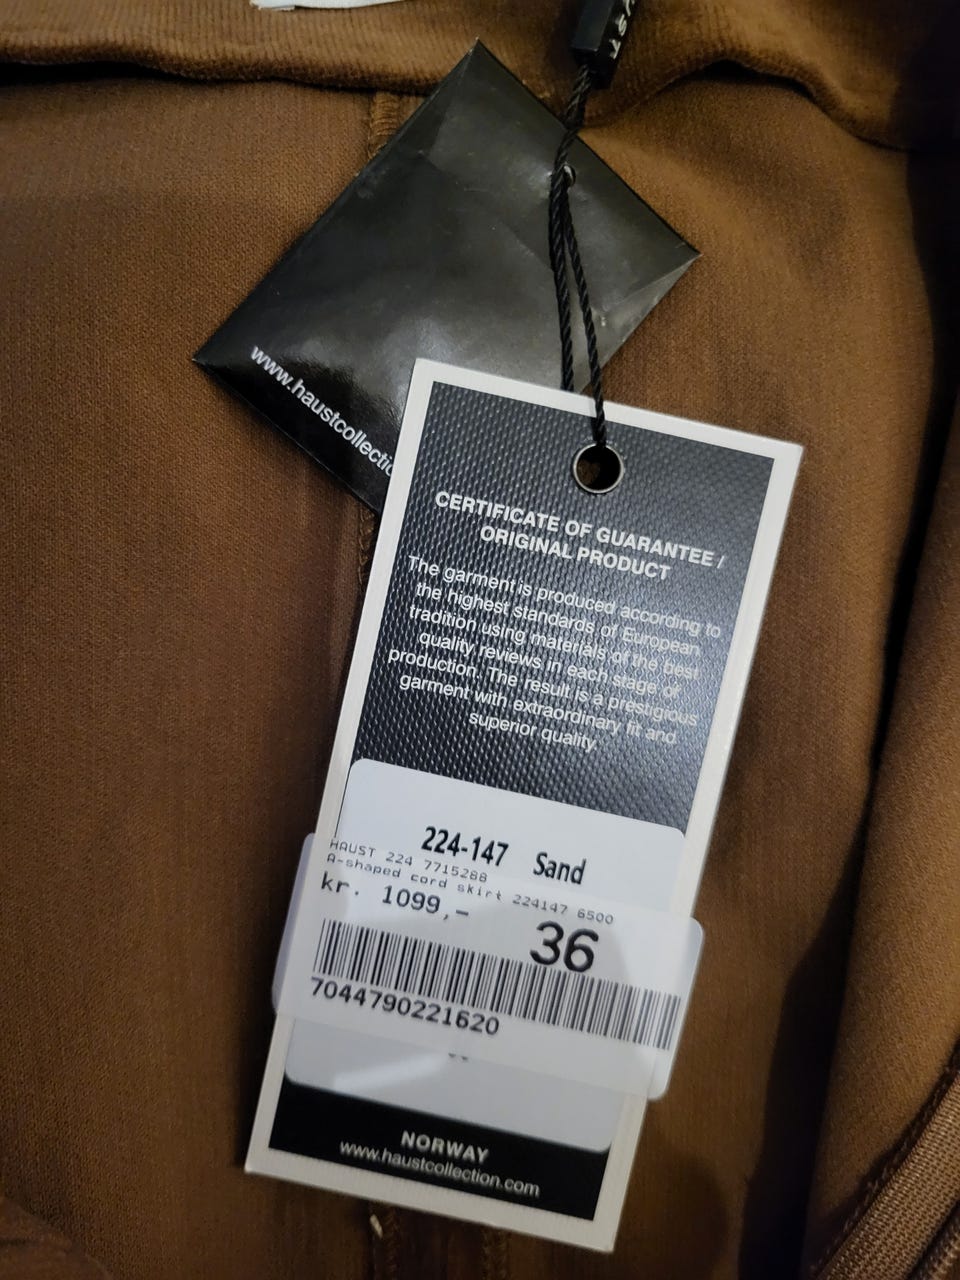 www.haustcollectio
CERTIFICATE OF GUARANTEE /
ORIGINAL PRODUCT
The garment is produced according to
the highest standards of European
tradition using materials of the best
quality reviews in each stage of
production. The result is a prestigious
garment with extraordinary fit and
superior quality.
224-147 Sand
HAUST 224 7715288
A-shaped cord skirt 224147 6500
kr. 1099,-
36
7044790221620
NORWAY
www.haustcollection.com